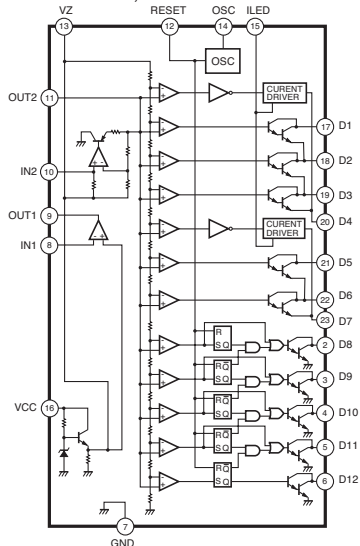 VZ RESET OSC ILED
13 12 14 15
OSC
CURENT
DRIVER
OUT2 11
17 D1
IN2 10
18 D2
19 D3
OUT1 9
20 D4
IN1 8
CURENT
DRIVER
21 D5
22 D6
23 D7
R
S Q
2 D8
R Q
S Q
3 D9
VCC 16
R Q
S Q
4 D10
R Q
S Q
5 D11
R Q
S Q
6 D12
7
GND